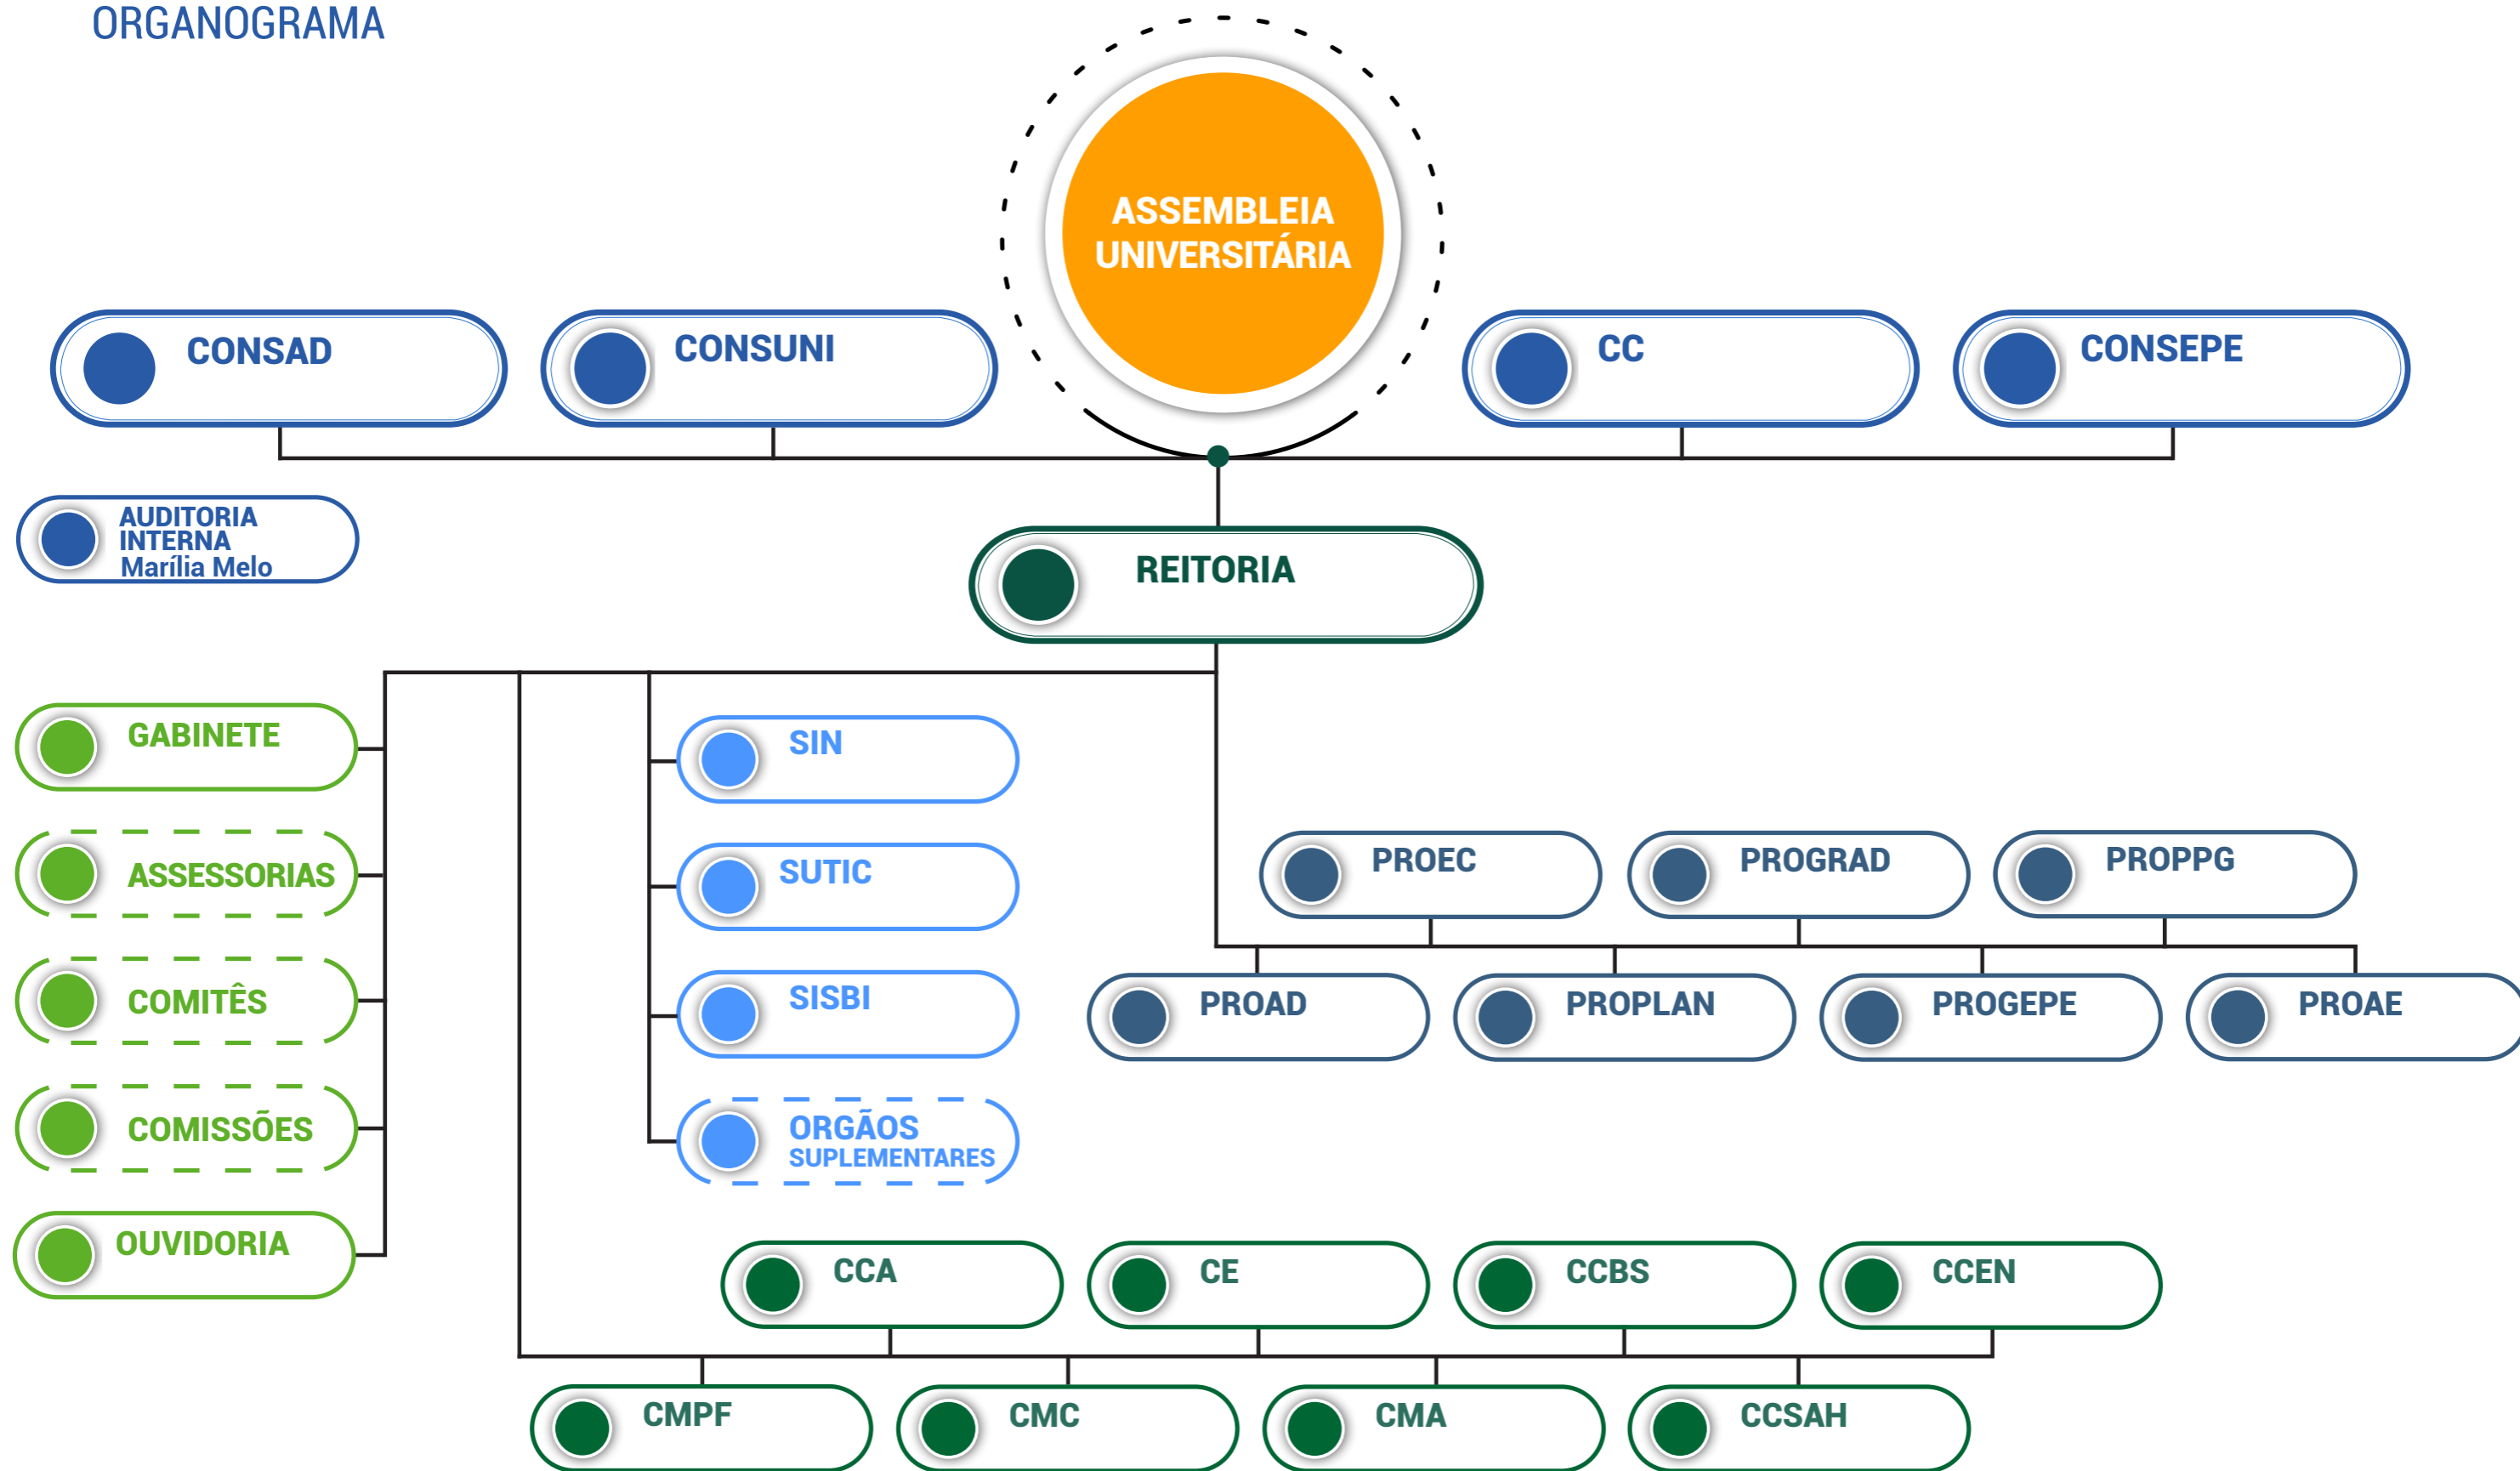 ORGANOGRAMA
ASSEMBLEIA
UNIVERSITÁRIA
CONSAD
CONSUNI
CC
CONSEPE
AUDITORIA
INTERNA
Marília Melo
REITORIA
GABINETE
ASSESSORIAS
COMITÊS
COMISSÕES
OUVIDORIA
SIN
SUTIC
SISBI
ORGÃOS
SUPLEMENTARES
PROEC
PROGRAD
PROPPG
PROAD
PROPLAN
PROGEPE
PROAE
CCA
CE
CCBS
CCEN
CMPF
CMC
CMA
CCSAH